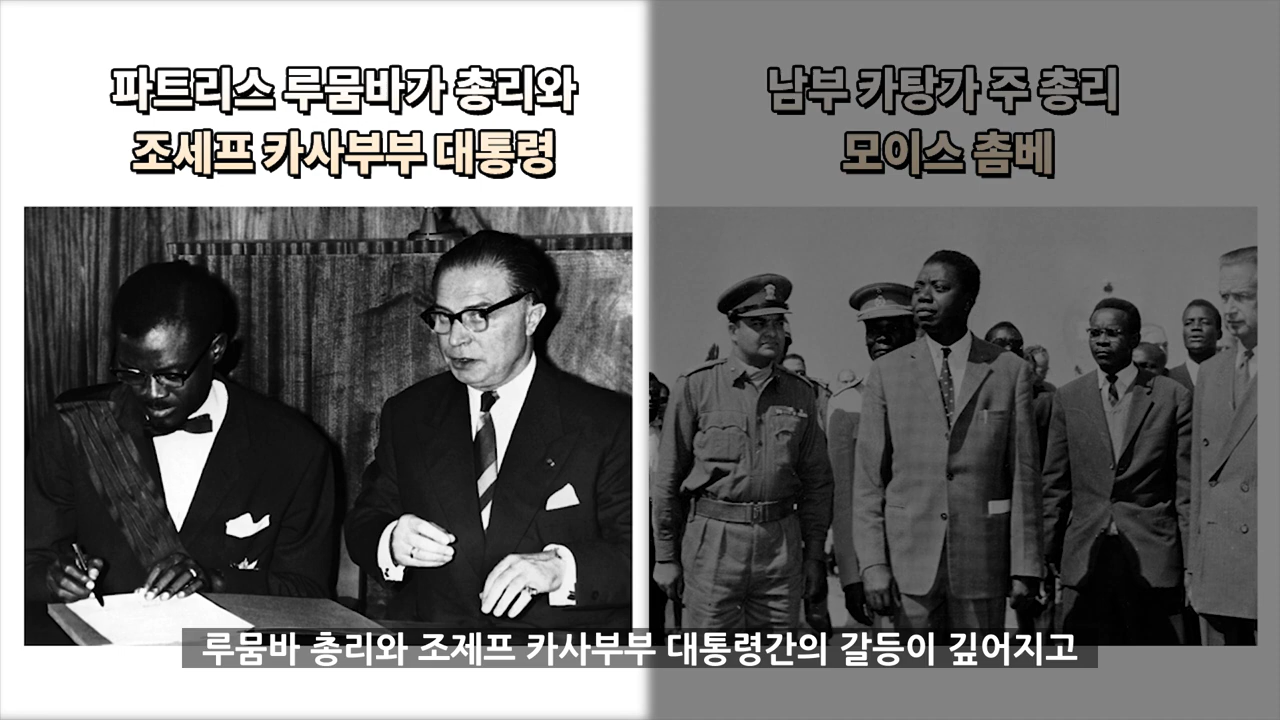 파트리스 루뭄바가 총리와
조세프 카사부부 대통령
남부 카탕가 주 총리
모이스 촘베
루뭄바 총리와 조제프 카사부부 대통령간의 갈등이 깊어지고